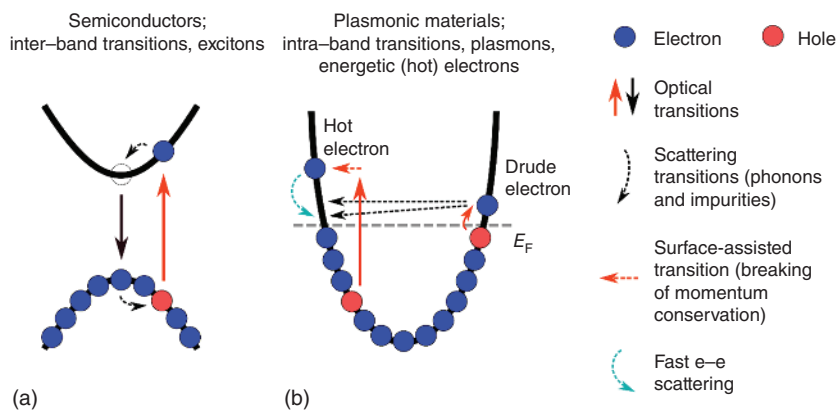 Semiconductors;
inter–band transitions, excitons
Plasmonic materials;
intra–band transitions, plasmons,
energetic (hot) electrons
Electron
Hole
Optical
transitions
Scattering
transitions (phonons
and impurities)
Surface-assisted
transition (breaking
of momentum
conservation)
Fast e–e
scattering
Hot
electron
Drude
electron
E_F
(a)
(b)